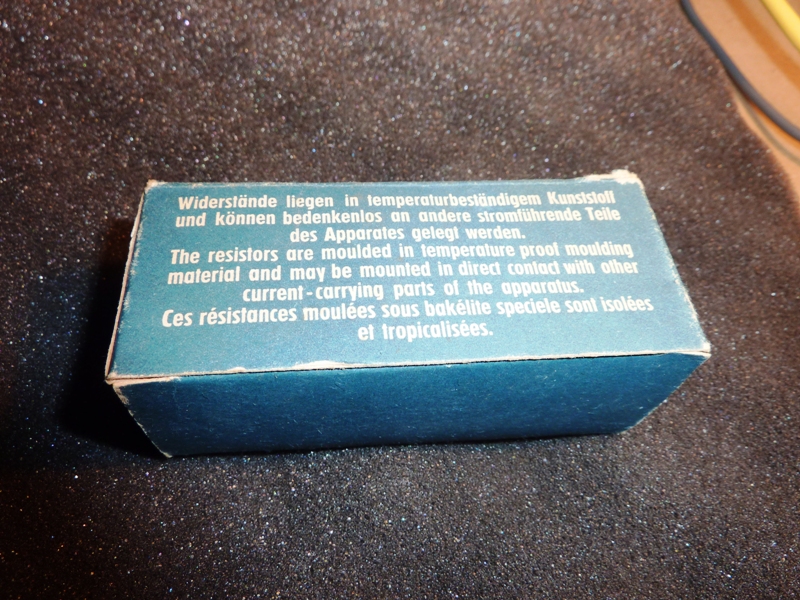 Widerstände liegen in temperaturbeständigem Kunststoff
und können bedenkenlos an andere stromführende Teile
des Apparates gelegt werden.
The resistors are moulded in temperature proof moulding
material and may be mounted in direct contact with other
current-carrying parts of the apparatus.
Ces résistances moulées sous bakélite speciele sont isolées
et tropicalisées.